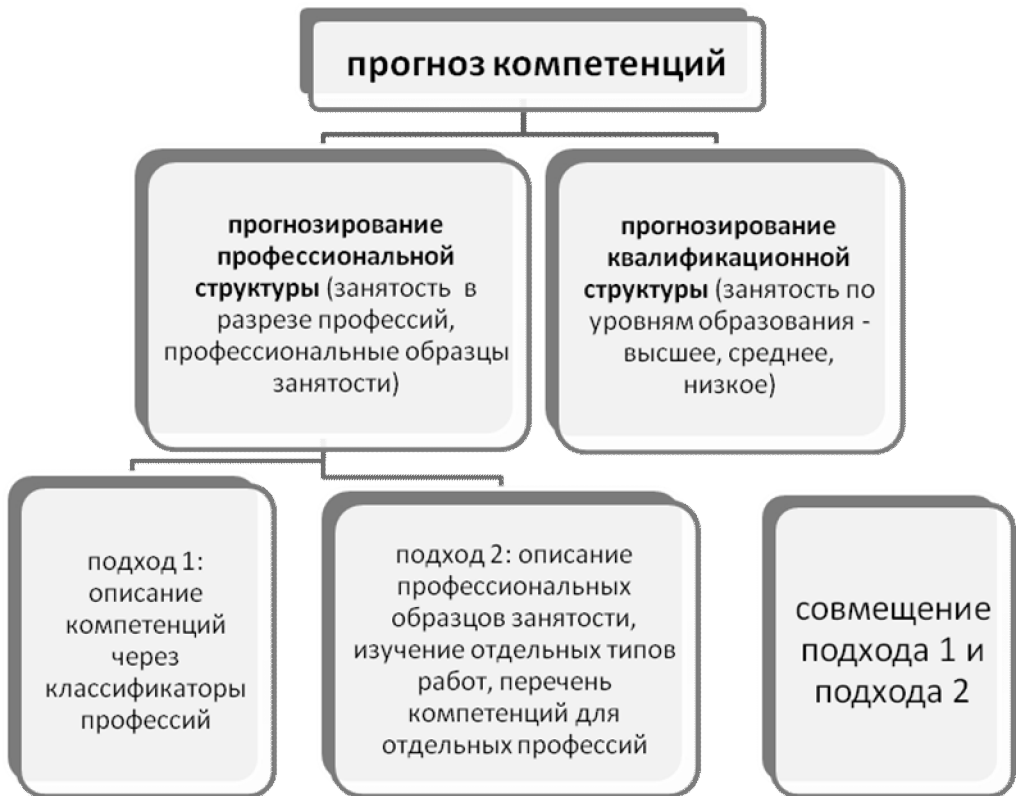 прогноз компетенций
прогнозирование
профессиональной
структуры (занятость в
разрезе профессий,
профессиональные образцы
занятости)
прогнозирование
квалификационной
структуры (занятость по
уровням образования -
высшее, среднее,
низкое)
подход 1:
описание
компетенций
через
классификаторы
профессий
подход 2: описание
профессиональных
образцов занятости,
изучение отдельных типов
работ, перечень
компетенций для
отдельных профессий
совмещение
подхода 1 и
подхода 2